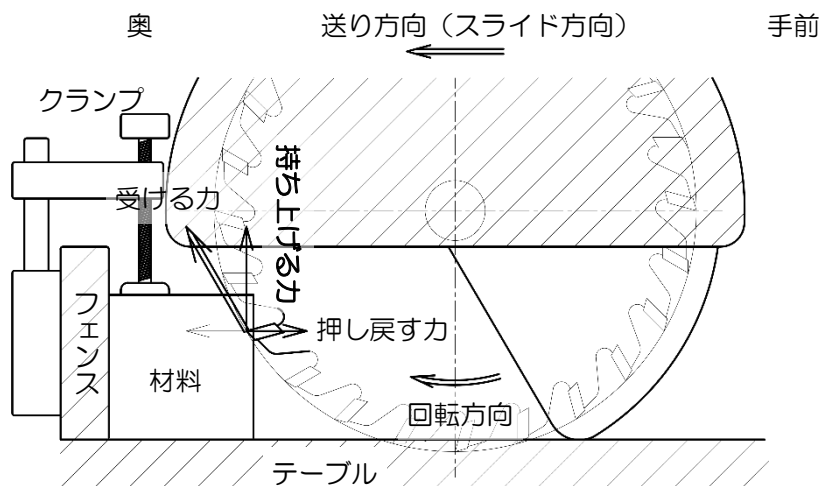 奥
送り方向（スライド方向）
手前
クランプ
持ち上げる力
受ける力
フェンス
押し戻す力
材料
回転方向
テーブル